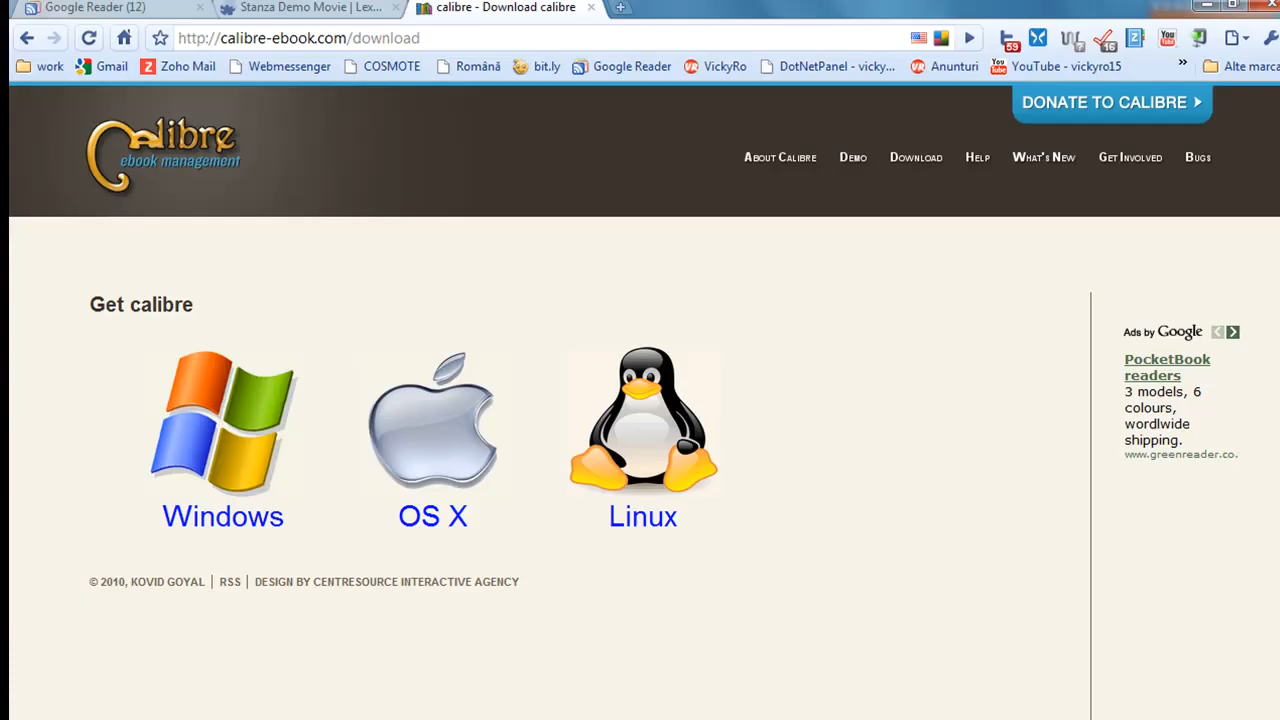 Google Reader (12)
Stanza Demo Movie | Lex...
calibre - Download calibre
http://calibre-ebook.com/download
59
16
work
Gmail
Zoho Mail
Webmessenger
COSMOTE
Română
bit.ly
Google Reader
VickyRo
DotNetPanel - vicky...
Anunturi
YouTube - vickyro15
»
Alte marca
DONATE TO CALIBRE
Calibre
ebook management
ABOUT CALIBRE
DEMO
DOWNLOAD
HELP
WHAT'S NEW
GET INVOLVED
BUGS
Get calibre
Windows
OS X
Linux
Ads by Google
PocketBook
readers
3 models, 6
colours,
wordlwide
shipping.
www.greenreader.co.
© 2010, KOVID GOYAL | RSS | DESIGN BY CENTRESOURCE INTERACTIVE AGENCY